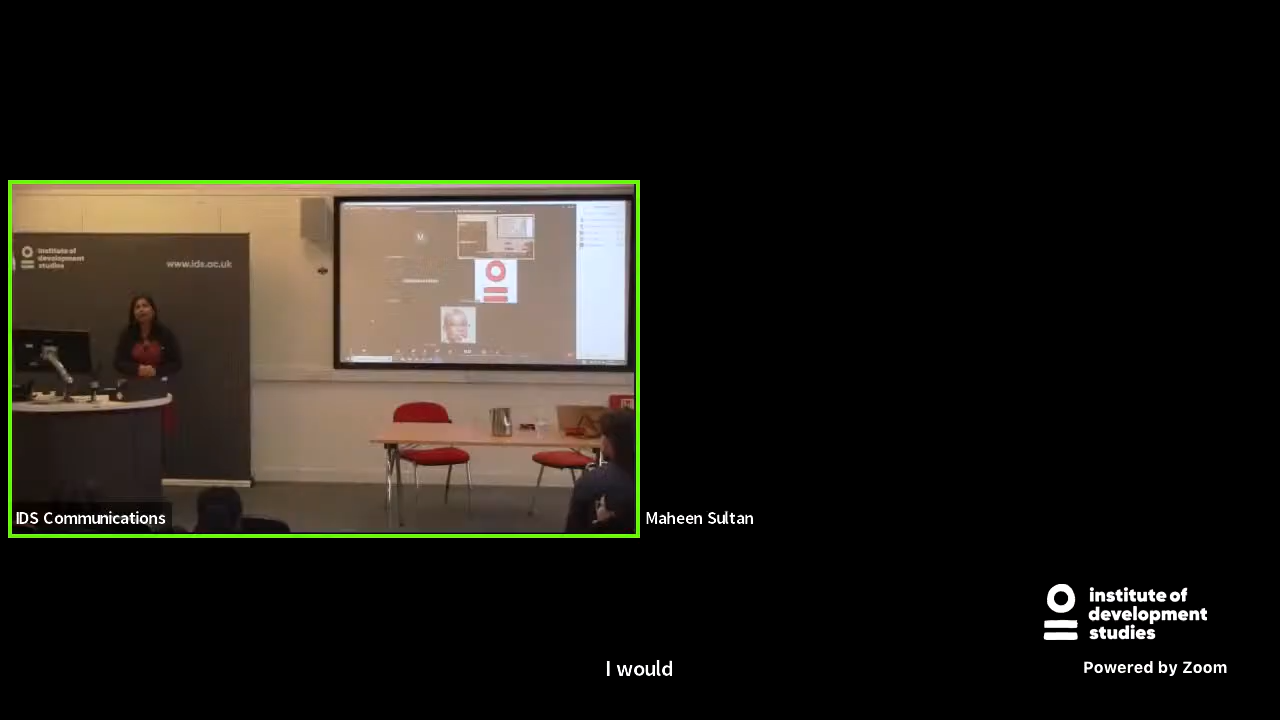 institute of
development
studies
www.ids.ac.uk
M
IDS Communications
Maheen Sultan
institute of
development
studies
Powered by Zoom
I would